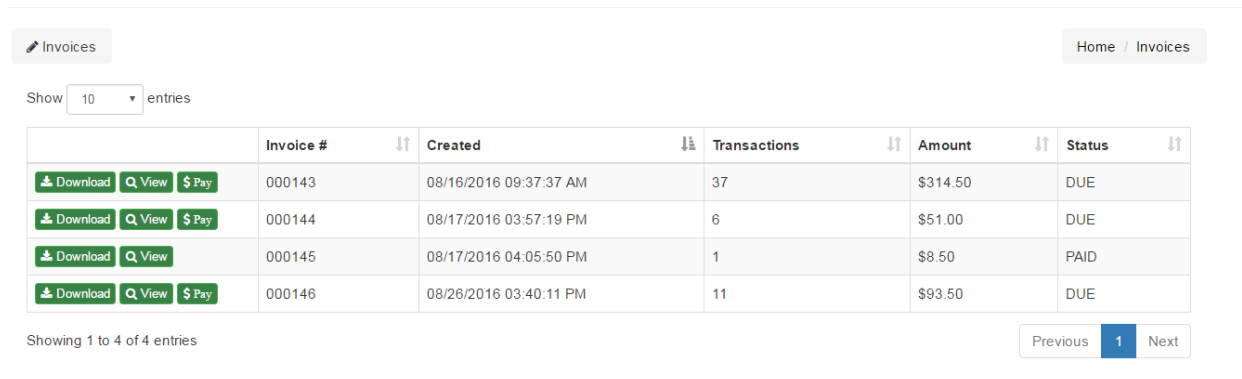 Invoices Home / Invoices
Show 10 entries
Invoice # Created Transactions Amount Status
Download View $ Pay 000143 08/16/2016 09:37:37 AM 37 $314.50 DUE
Download View $ Pay 000144 08/17/2016 03:57:19 PM 6 $51.00 DUE
Download View 000145 08/17/2016 04:05:50 PM 1 $8.50 PAID
Download View $ Pay 000146 08/26/2016 03:40:11 PM 11 $93.50 DUE
Showing 1 to 4 of 4 entries Previous 1 Next